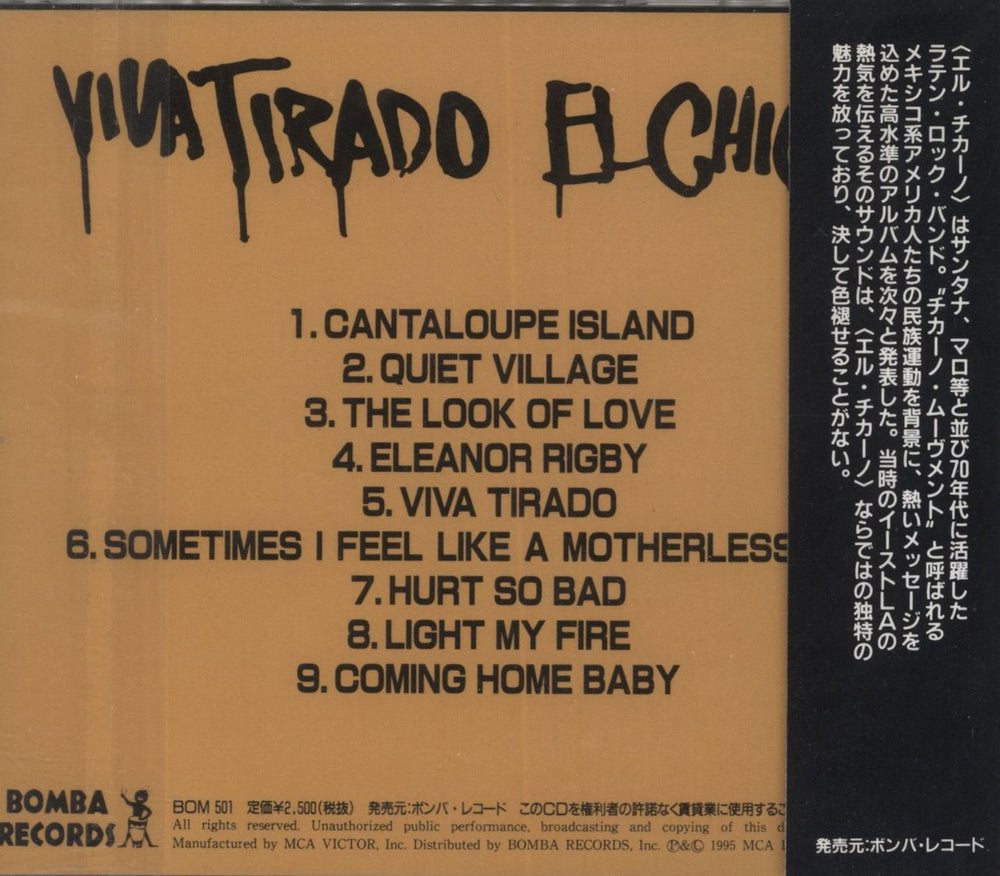 VIVA TIRADO EL CHIC
1. CANTALOUPE ISLAND
2. QUIET VILLAGE
3. THE LOOK OF LOVE
4. ELEANOR RIGBY
5. VIVA TIRADO
6. SOMETIMES I FEEL LIKE A MOTHERLESS
7. HURT SO BAD
8. LIGHT MY FIRE
9. COMING HOME BABY
BOMBA
RECORDS
BOM 501 定価¥2,500(税抜) 発売元:ボンバ・レコード このCDを権利者の許諾なく賃貸業に使用するこ
All rights reserved. Unauthorized public performance, broadcasting and copying of this d
Manufactured by MCA VICTOR, Inc. Distributed by BOMBA RECORDS, Inc. Ⓟ&© 1995 MCA
〈エル・チカーノ〉はサンタナ、マロ等と並び70年代に活躍した
ラテン・ロック・バンド。〝チカーノ・ムーヴメント〟と呼ばれる
メキシコ系アメリカ人たちの民族運動を背景に、熱いメッセージを
込めた高水準のアルバムを次々と発表した。当時のイーストLAの
熱気を伝えるそのサウンドは、〈エル・チカーノ〉ならではの独特の
魅力を放っており、決して色褪せることがない。
発売元:ボンバ・レコード